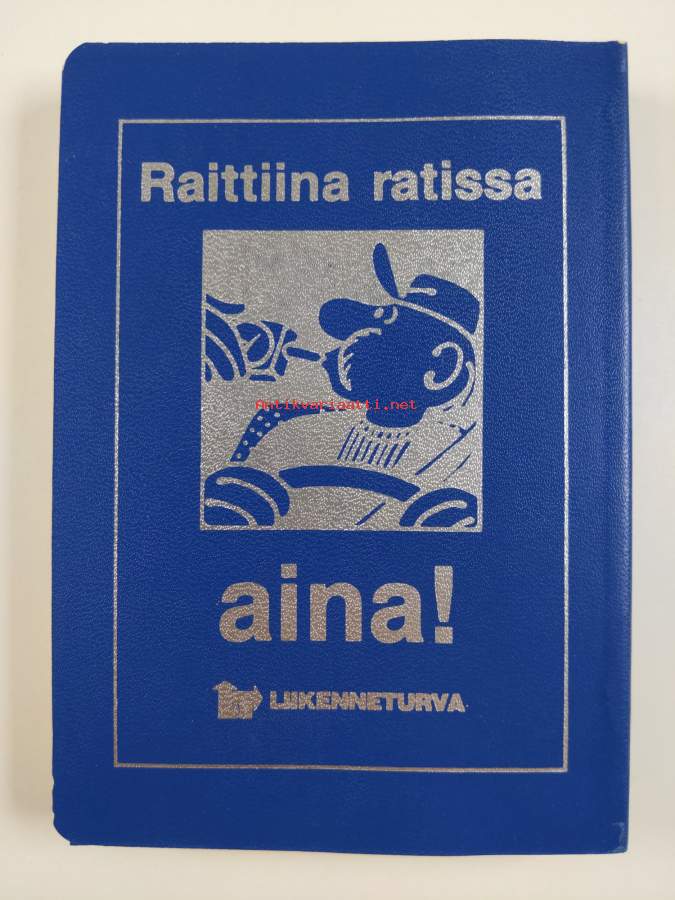 Raittiina ratissa
Antikvariaatti.net
aina!
LIIKENNETURVA